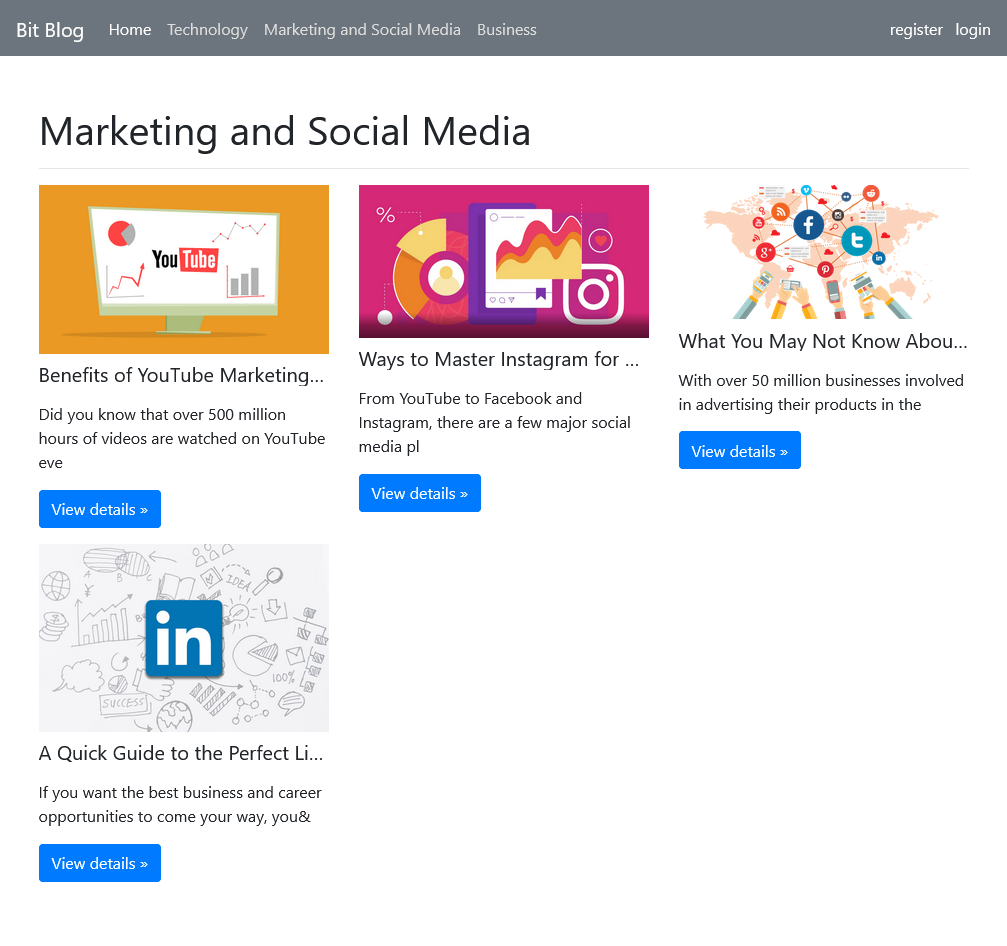 Bit Blog Home Technology Marketing and Social Media Business register login
Marketing and Social Media
You Tube
Benefits of YouTube Marketing...
Did you know that over 500 million
hours of videos are watched on YouTube
eve
View details »
%
Ways to Master Instagram for ...
From YouTube to Facebook and
Instagram, there are a few major social
media pl
View details »
What You May Not Know Abou...
With over 50 million businesses involved
in advertising their products in the
View details »
A B C
IDEA
in
100%
SUCCESS
A Quick Guide to the Perfect Li...
If you want the best business and career
opportunities to come your way, you&
View details »